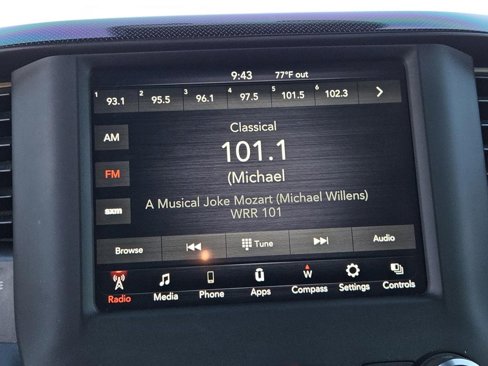 9:43 77°F out
1 93.1 2 95.5 3 96.1 4 97.5 5 101.5 6 102.3
AM
Classical
101.1
FM
(Michael
A Musical Joke Mozart (Michael Willens)
WRR 101
Browse Tune Audio
W
Radio Media Phone Apps Compass Settings Controls